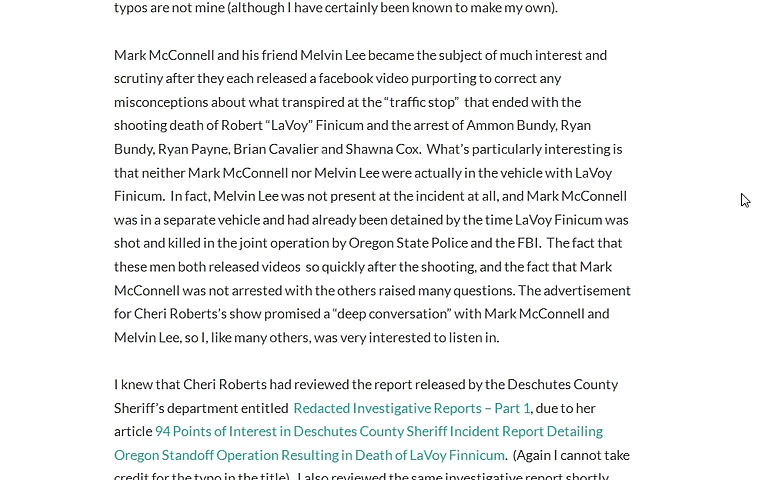 typos are not mine (although I have certainly been known to make my own).
Mark McConnell and his friend Melvin Lee became the subject of much interest and
scrutiny after they each released a facebook video purporting to correct any
misconceptions about what transpired at the “traffic stop”  that ended with the
shooting death of Robert “LaVoy” Finicum and the arrest of Ammon Bundy, Ryan
Bundy, Ryan Payne, Brian Cavalier and Shawna Cox.  What’s particularly interesting is
that neither Mark McConnell nor Melvin Lee were actually in the vehicle with LaVoy
Finicum.  In fact, Melvin Lee was not present at the incident at all, and Mark McConnell
was in a separate vehicle and had already been detained by the time LaVoy Finicum was
shot and killed in the joint operation by Oregon State Police and the FBI.  The fact that
these men both released videos  so quickly after the shooting, and the fact that Mark
McConnell was not arrested with the others raised many questions. The advertisement
for Cheri Roberts’s show promised a “deep conversation” with Mark McConnell and
Melvin Lee, so I, like many others, was very interested to listen in.
I knew that Cheri Roberts had reviewed the report released by the Deschutes County
Sheriff’s department entitled  Redacted Investigative Reports – Part 1, due to her
article 94 Points of Interest in Deschutes County Sheriff Incident Report Detailing
Oregon Standoff Operation Resulting in Death of LaVoy Finnicum.  (Again I cannot take
credit for the typo in the title)  I also reviewed the same investigative report shortly